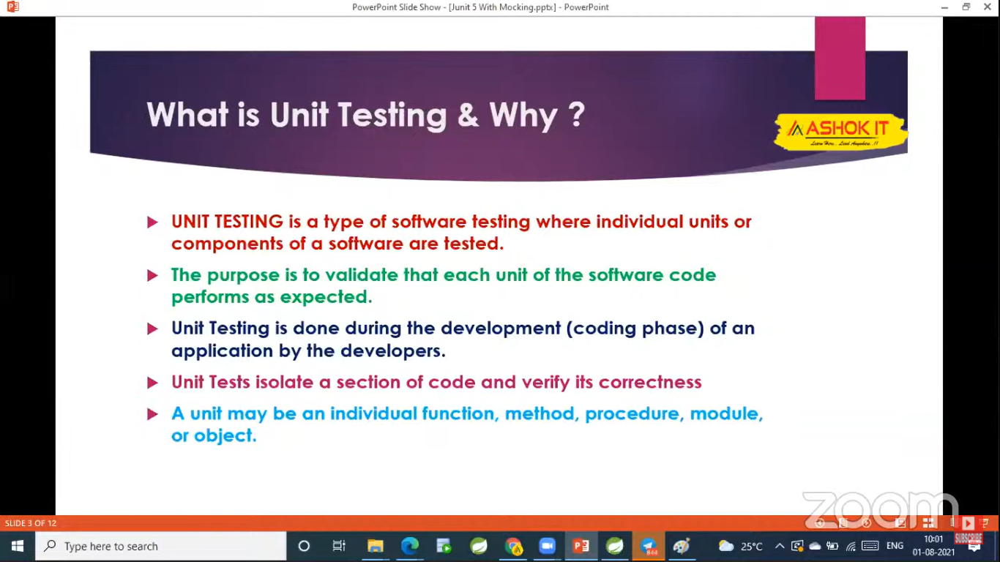 PowerPoint Slide Show - [Junit 5 With Mocking.pptx] - PowerPoint
What is Unit Testing & Why ?
ASHOK IT
Learn Here.. Lead Anywhere..!!
UNIT TESTING is a type of software testing where individual units or
components of a software are tested.
The purpose is to validate that each unit of the software code
performs as expected.
Unit Testing is done during the development (coding phase) of an
application by the developers.
Unit Tests isolate a section of code and verify its correctness
A unit may be an individual function, method, procedure, module,
or object.
zoom
SLIDE 3 OF 12
SUBSCRIBE
Type here to search
844
25°C
ENG
10:01
01-08-2021